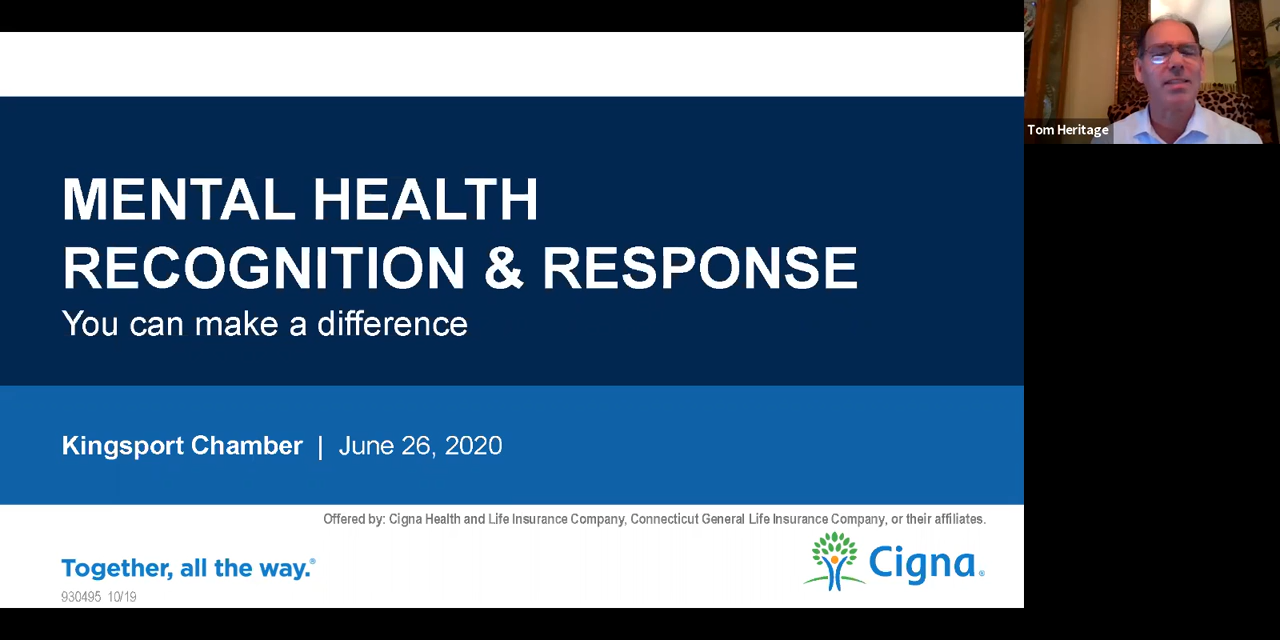 MENTAL HEALTH
RECOGNITION & RESPONSE
You can make a difference
Kingsport Chamber | June 26, 2020
Offered by: Cigna Health and Life Insurance Company, Connecticut General Life Insurance Company, or their affiliates.
Together, all the way.®
930495 10/19
Cigna®
Tom Heritage